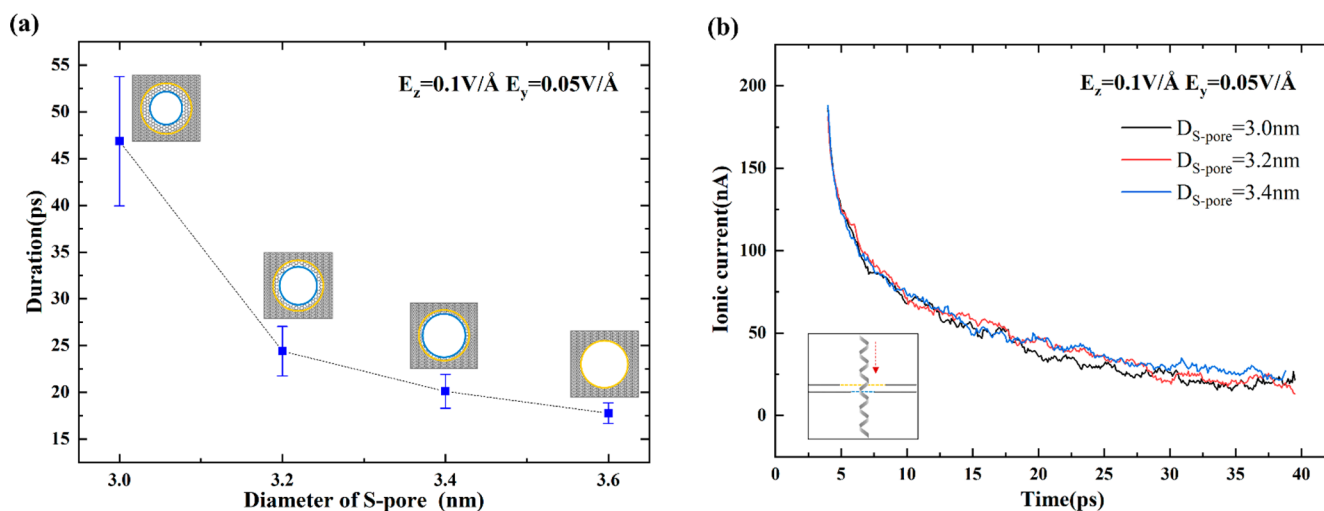 (a)
55
50
45
40
35
30
25
20
15
Duration(ps)
E_z=0.1V/Å E_y=0.05V/Å
3.0 3.2 3.4 3.6
Diameter of S-pore (nm)
(b)
200
150
100
50
0
Ionic current(nA)
E_z=0.1V/Å E_y=0.05V/Å
D_S-pore=3.0nm
D_S-pore=3.2nm
D_S-pore=3.4nm
0 5 10 15 20 25 30 35 40
Time(ps)